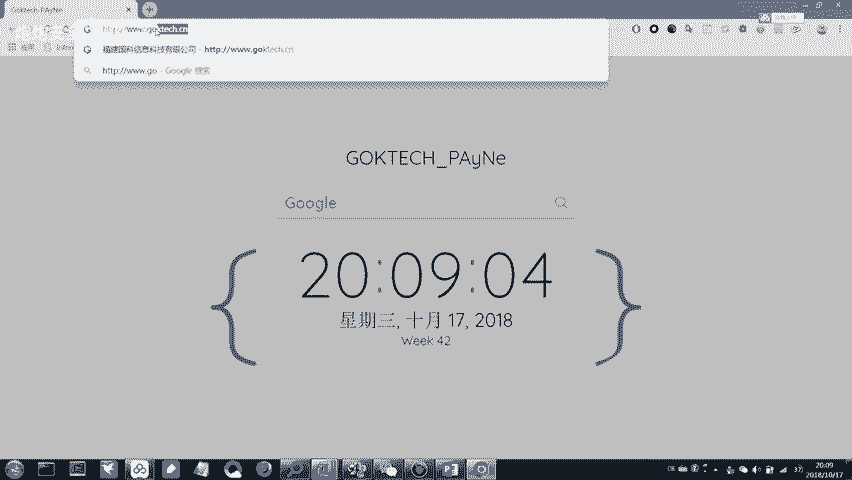 Goktech-PAyNe
http://www.goktech.cn
福建国科信息科技有限公司 - http://www.goktech.cn
http://www.go - Google 搜索
GOKTECH_PAyNe
Google
20:09:04
星期三, 十月 17, 2018
Week 42
20:09
2018/10/17